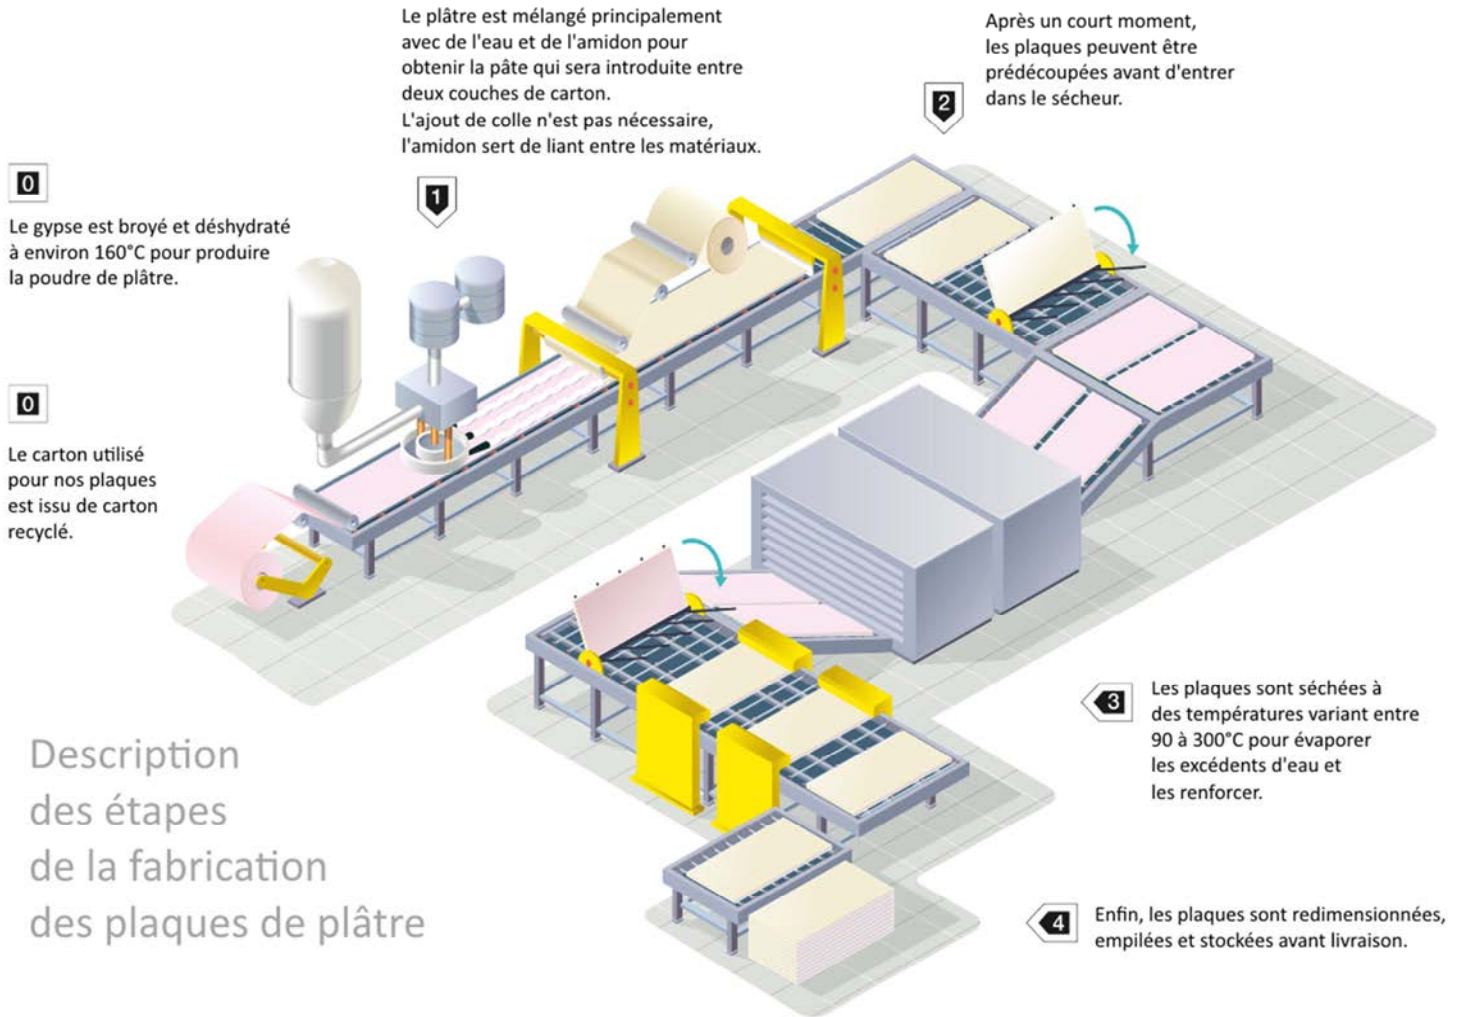 0
Le gypse est broyé et déshydraté
à environ 160°C pour produire
la poudre de plâtre.
0
Le carton utilisé
pour nos plaques
est issu de carton
recyclé.
Le plâtre est mélangé principalement
avec de l'eau et de l'amidon pour
obtenir la pâte qui sera introduite entre
deux couches de carton.
L'ajout de colle n'est pas nécessaire,
l'amidon sert de liant entre les matériaux.
1
Après un court moment,
les plaques peuvent être
prédécoupées avant d'entrer
dans le sécheur.
2
3
Les plaques sont séchées à
des températures variant entre
90 à 300°C pour évaporer
les excédents d'eau et
les renforcer.
4
Enfin, les plaques sont redimensionnées,
empilées et stockées avant livraison.
Description
des étapes
de la fabrication
des plaques de plâtre